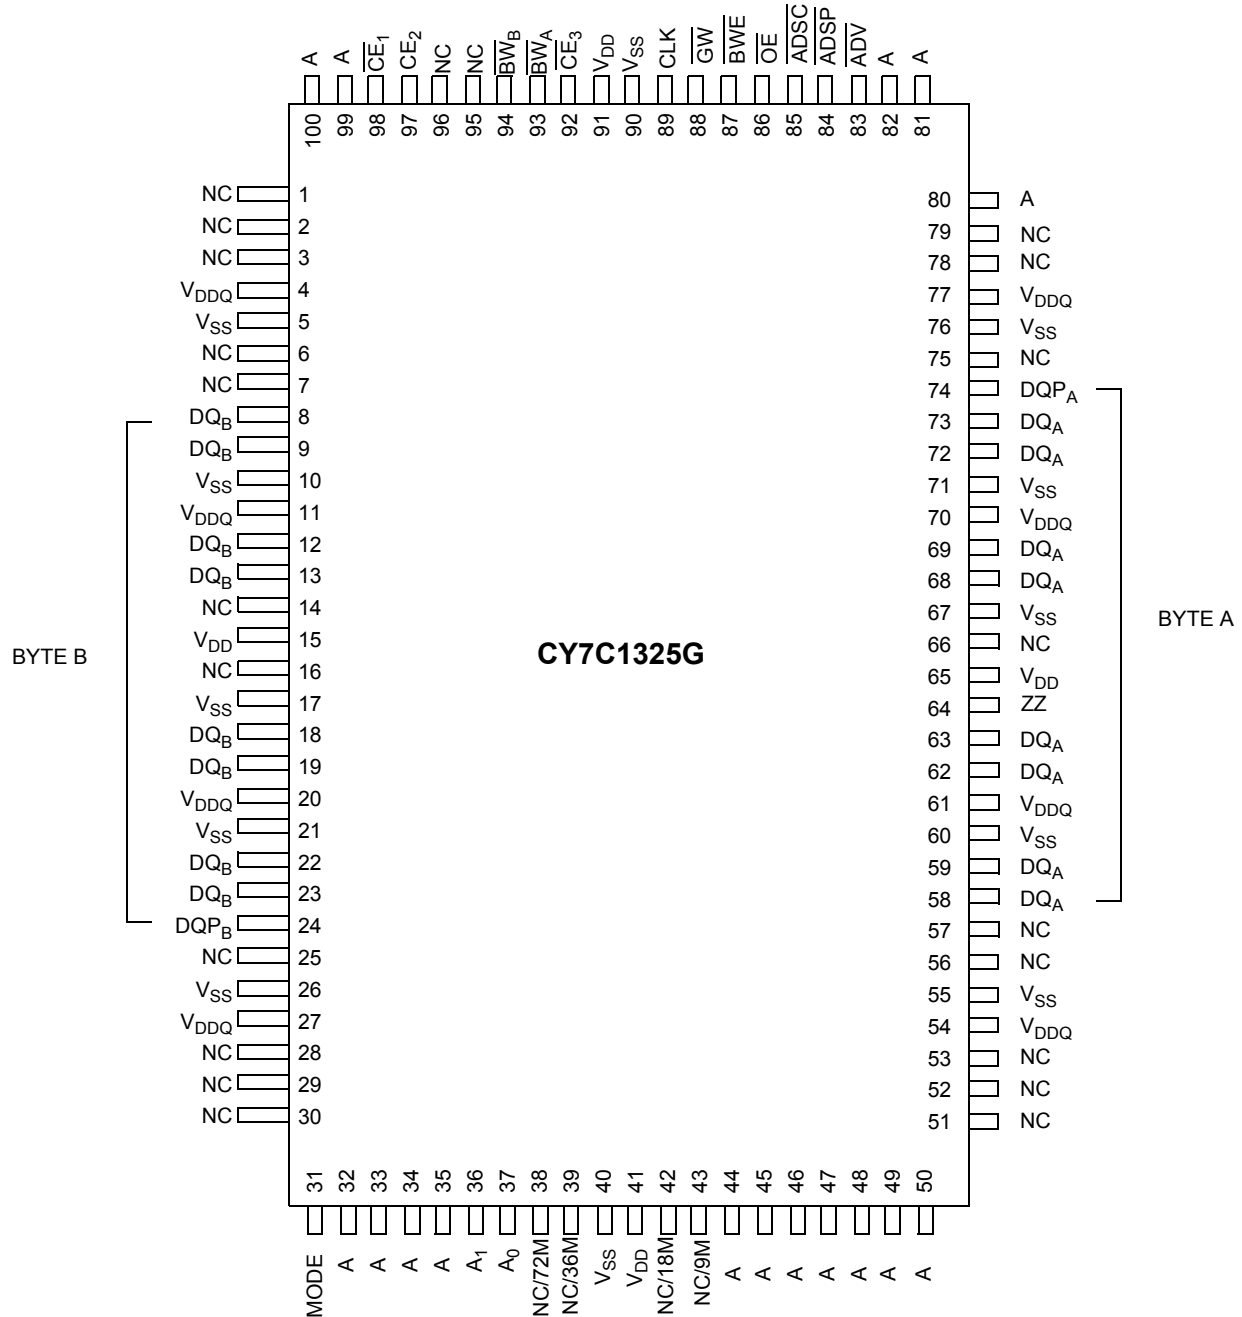 A A CE1 CE2 NC NC BWB BWA CE3 VDD VSS CLK GW BWE OE ADSC ADSP ADV A A
100 99 98 97 96 95 94 93 92 91 90 89 88 87 86 85 84 83 82 81
NC 1
NC 2
NC 3
VDDQ 4
VSS 5
NC 6
NC 7
DQB 8
DQB 9
VSS 10
VDDQ 11
DQB 12
DQB 13
NC 14
VDD 15
NC 16
VSS 17
DQB 18
DQB 19
VDDQ 20
VSS 21
DQB 22
DQB 23
DQPB 24
NC 25
VSS 26
VDDQ 27
NC 28
NC 29
NC 30
BYTE B
CY7C1325G
80 A
79 NC
78 NC
77 VDDQ
76 VSS
75 NC
74 DQPA
73 DQA
72 DQA
71 VSS
70 VDDQ
69 DQA
68 DQA
67 VSS
66 NC
65 VDD
64 ZZ
63 DQA
62 DQA
61 VDDQ
60 VSS
59 DQA
58 DQA
57 NC
56 NC
55 VSS
54 VDDQ
53 NC
52 NC
51 NC
BYTE A
31 32 33 34 35 36 37 38 39 40 41 42 43 44 45 46 47 48 49 50
MODE A A A A A1 A0 NC/72M NC/36M VSS VDD NC/18M NC/9M A A A A A A A